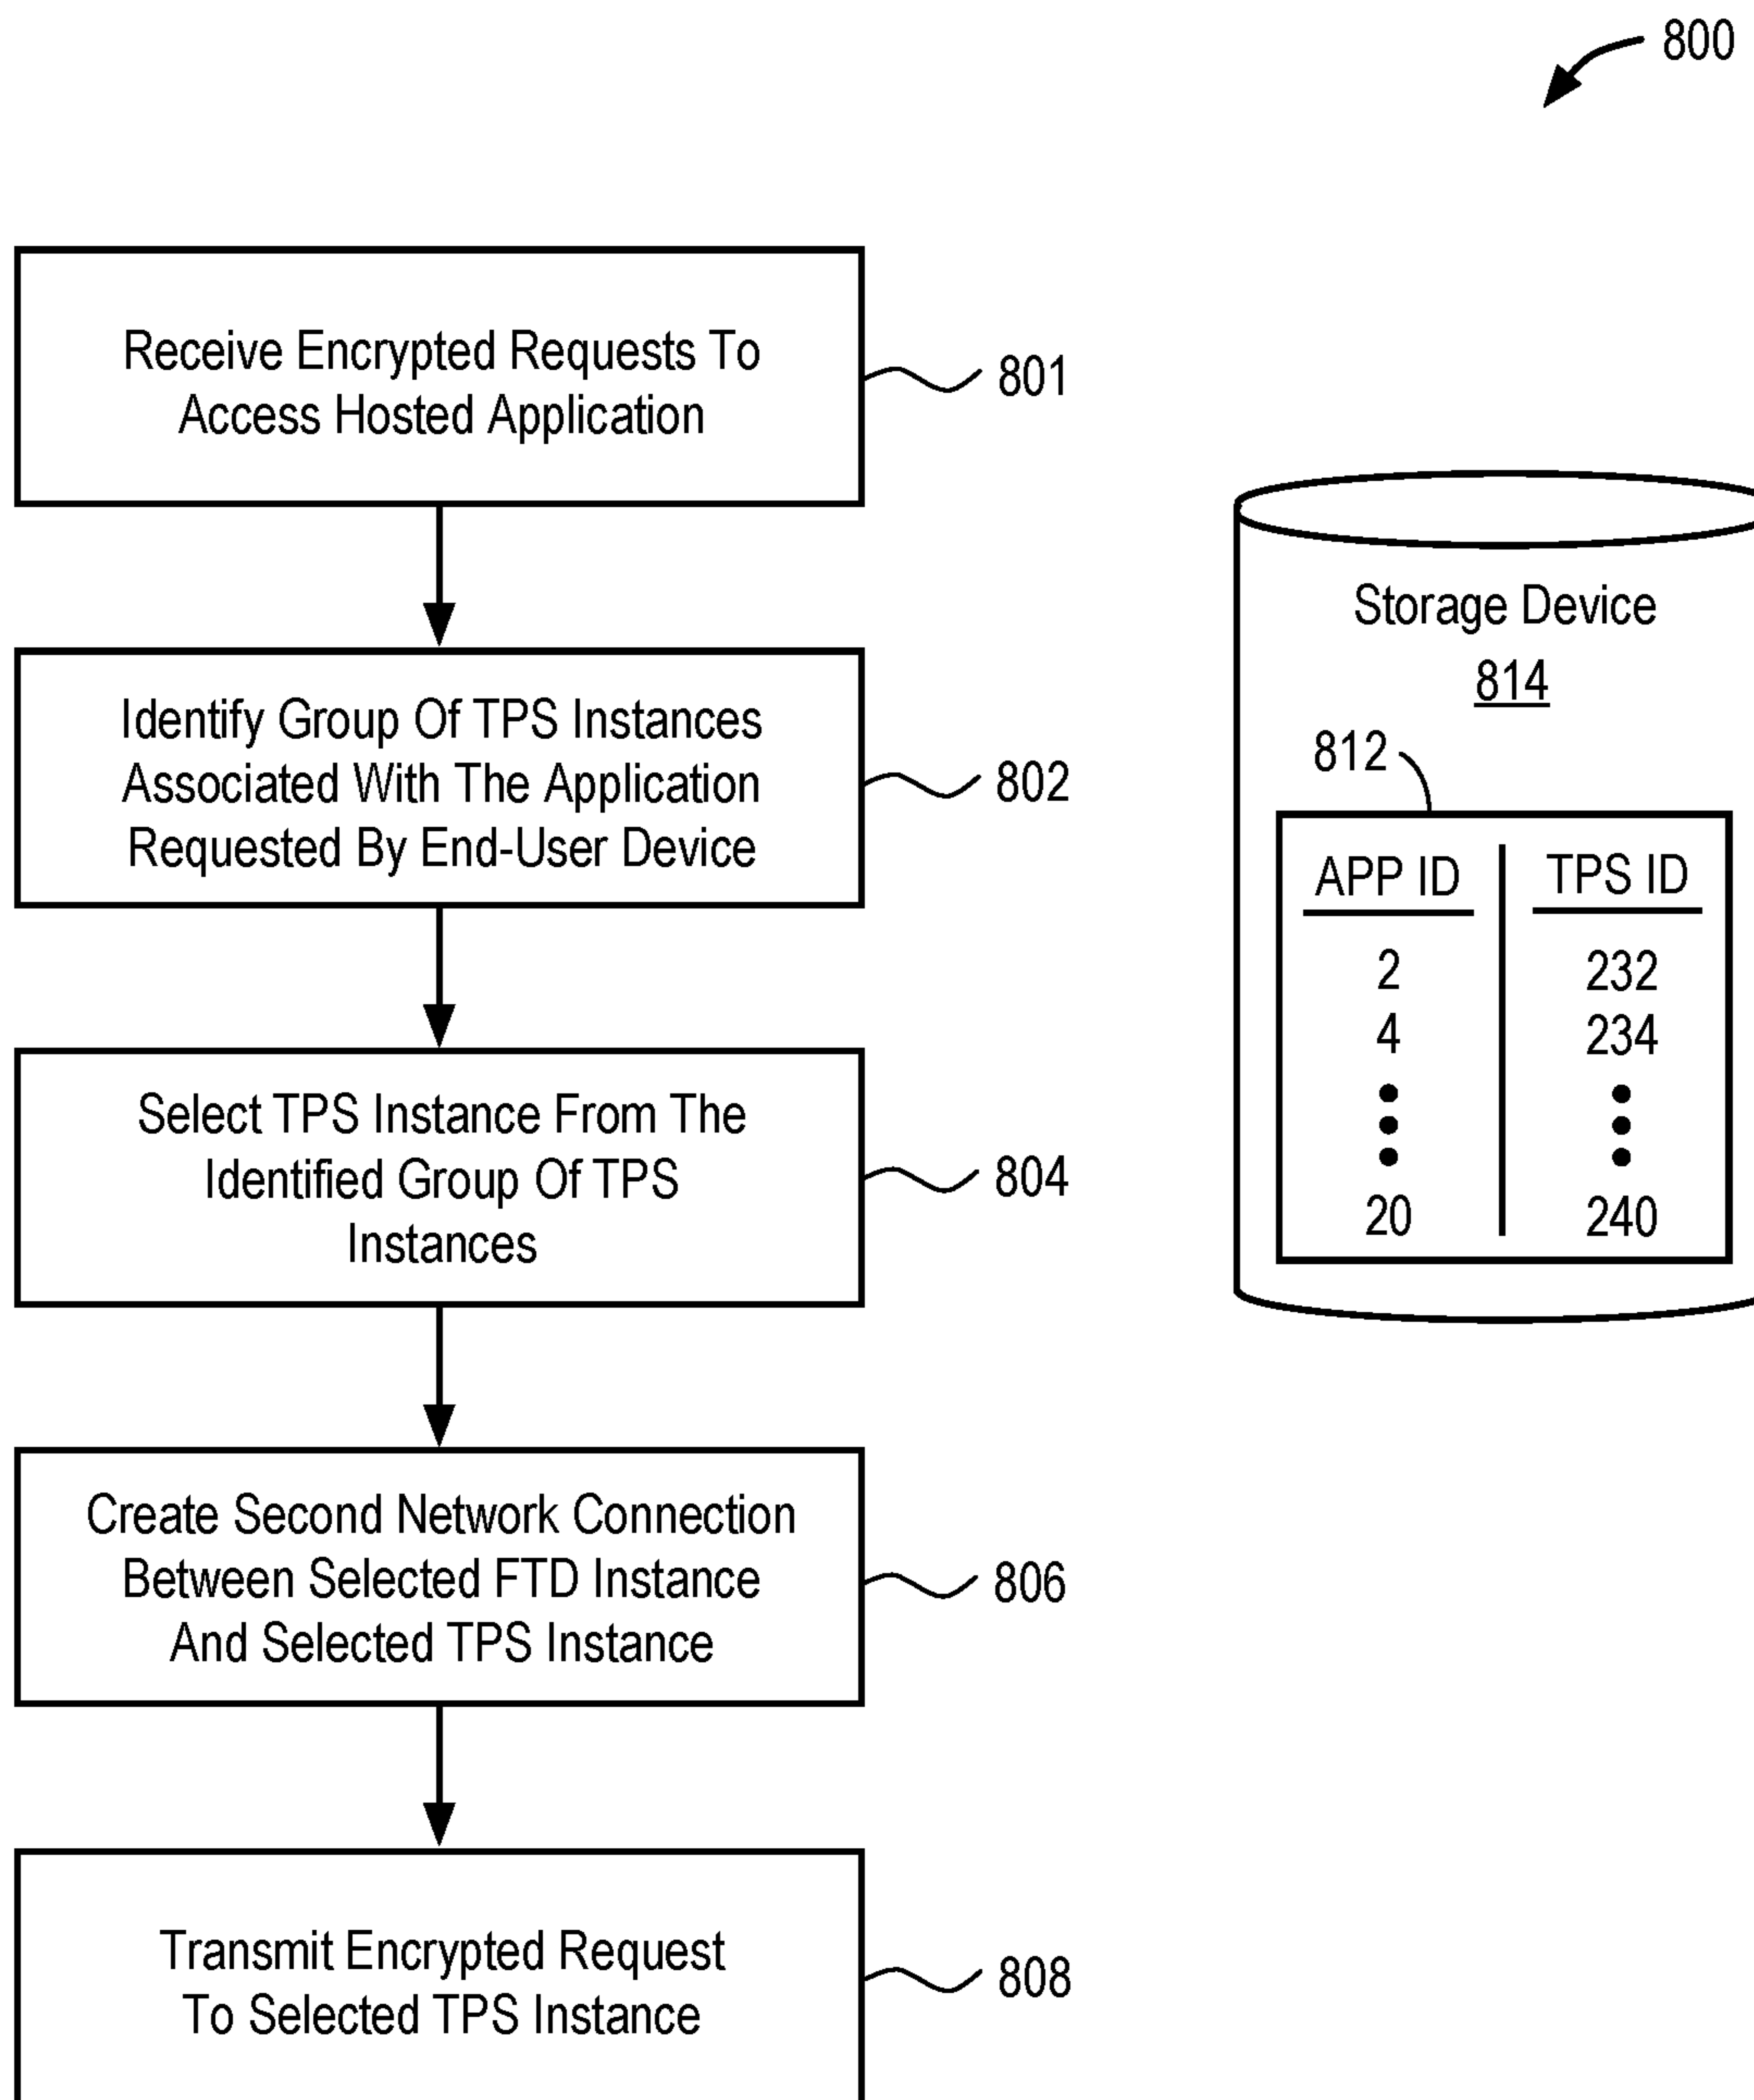 800
Receive Encrypted Requests To
Access Hosted Application
801
Identify Group Of TPS Instances
Associated With The Application
Requested By End-User Device
802
Select TPS Instance From The
Identified Group Of TPS
Instances
804
Create Second Network Connection
Between Selected FTD Instance
And Selected TPS Instance
806
Transmit Encrypted Request
To Selected TPS Instance
808
Storage Device
814
812
APP ID TPS ID
2 232
4 234
20 240